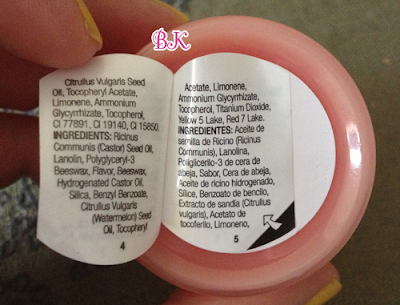 BK
Citrullus Vulgaris Seed
Oil, Tocopheryl Acetate,
Limonene, Ammonium
Glycyrrhizate, Tocopherol,
CI 77891, CI 19140, CI 15850.
INGREDIENTS: Ricinus
Communis (Castor) Seed Oil,
Lanolin, Polyglyceryl-3
Beeswax, Flavor, Beeswax,
Hydrogenated Castor Oil,
Silica, Benzyl Benzoate,
Citrullus Vulgaris
(Watermelon) Seed
Oil, Tocopheryl
4
Acetate, Limonene,
Ammonium Glycyrrhizate,
Tocopherol, Titanium Dioxide,
Yellow 5 Lake, Red 7 Lake.
INGREDIENTES: Aceite de
semilla de Ricino (Ricinus
Communis), Lanolina,
Poliglicerilo-3 de cera de
abeja, Sabor, Cera de abeja,
Aceite de ricino hidrogenado,
Silice, Benzoato de bencilo,
Extracto de sandia (Citrullus
vulgaris), Acetato de
tocoferilo, Limoneno,
5